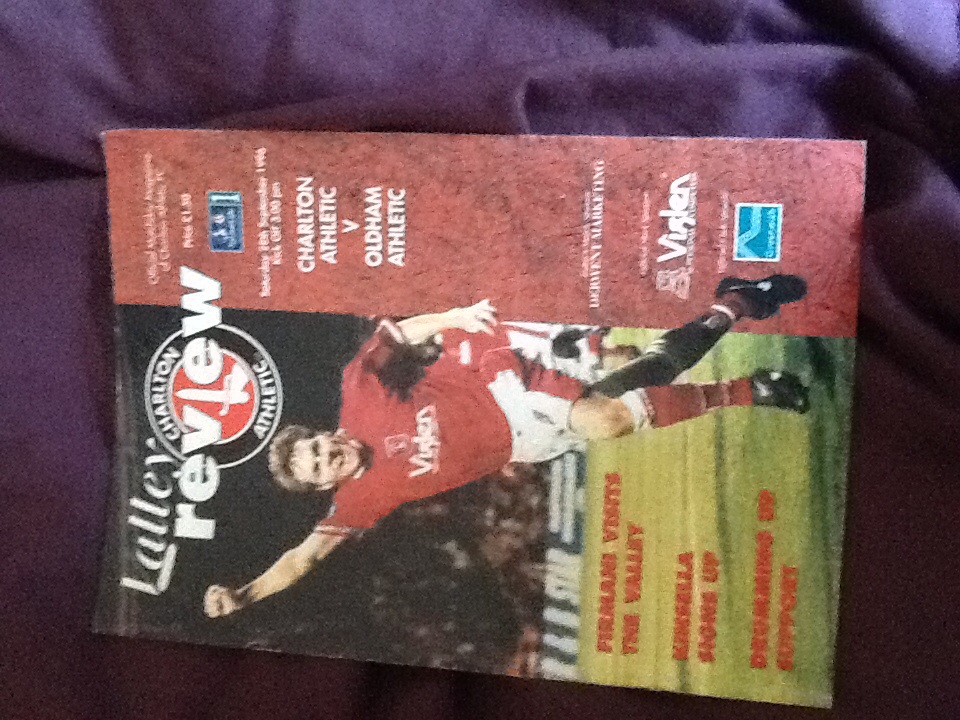 Valley
review
CHARLTON
ATHLETIC
Official Matchday Magazine
of Charlton Athletic FC
Price £1.50
Saturday 28th September 1996
Kick Off 3.00 pm
CHARLTON
ATHLETIC
V
OLDHAM
ATHLETIC
DERWENT MARKETING
Viglen
Viglen
VISITS
THE VALLEY
KINSELLA
SIGNS UP
DRUMMING UP
SUPPORT